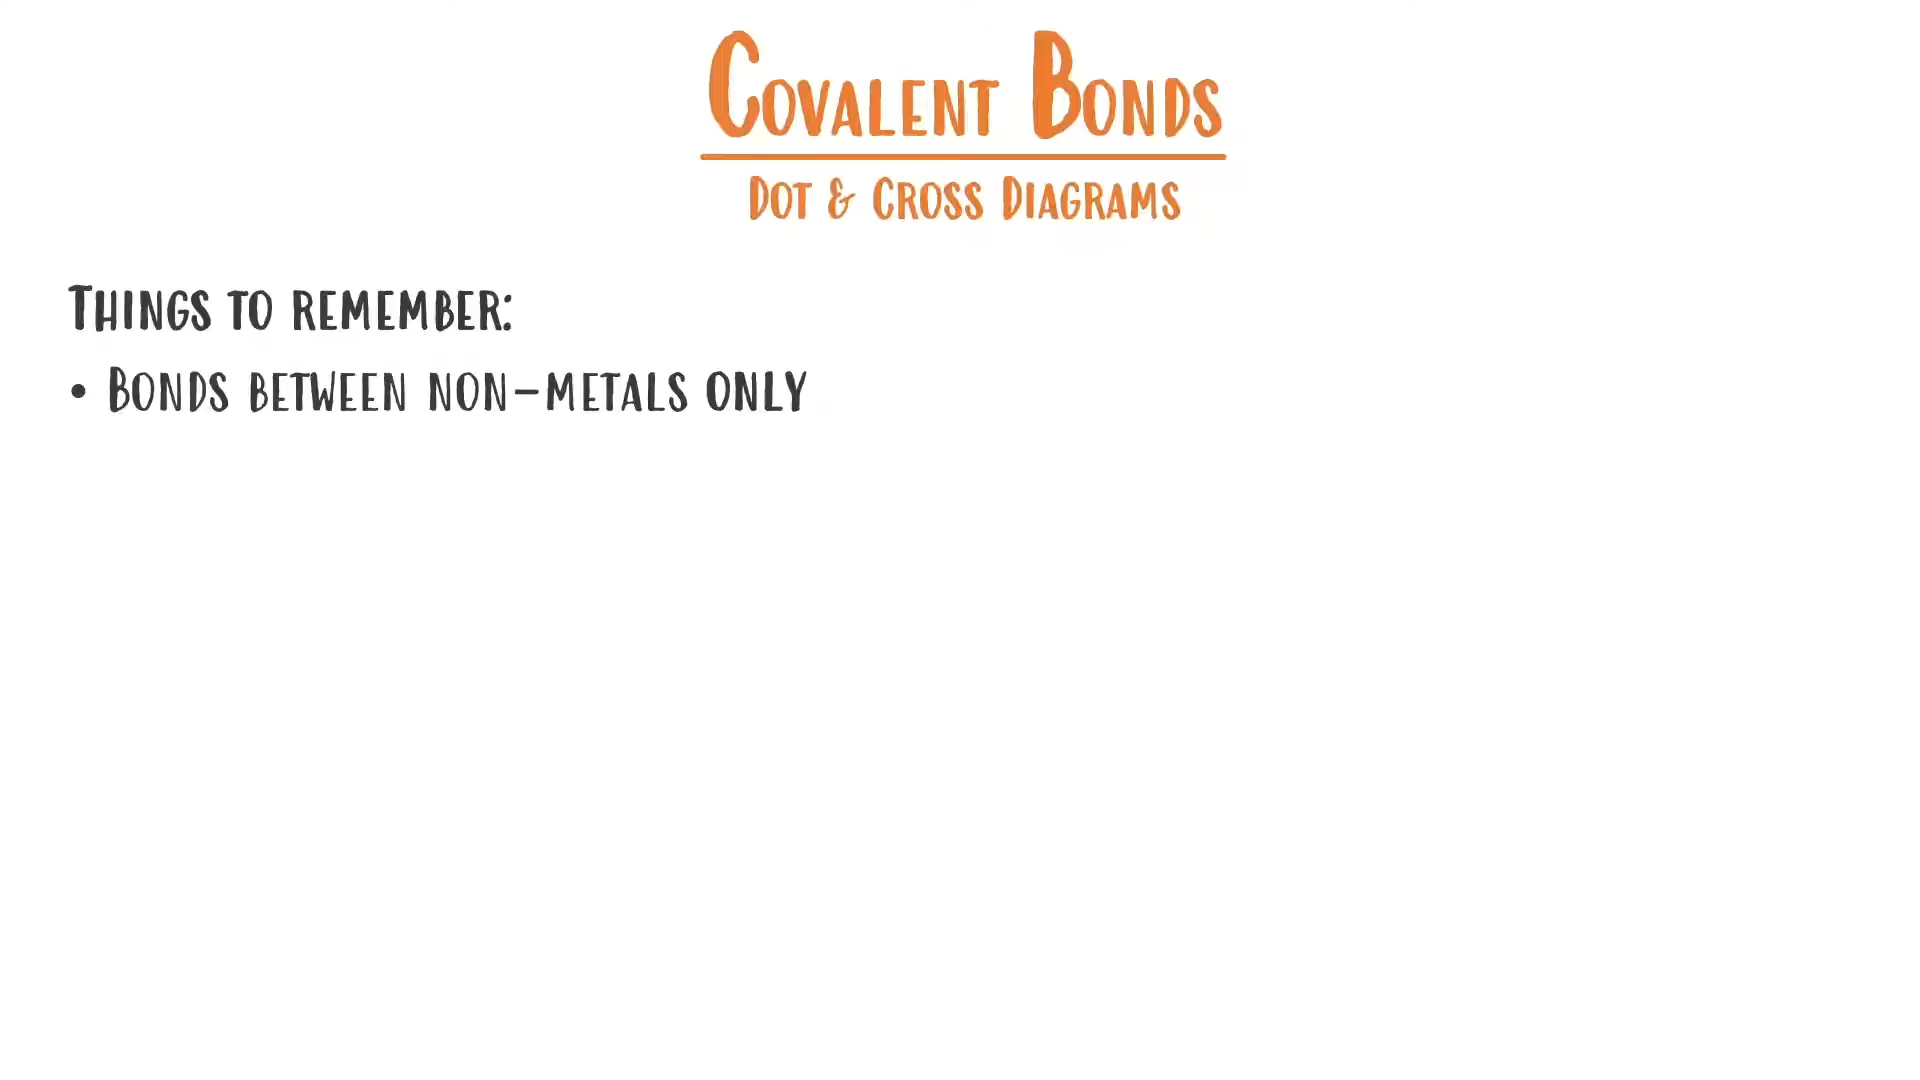 Covalent Bonds
Dot & Cross Diagrams
Things to remember:
• Bonds between non-metals only